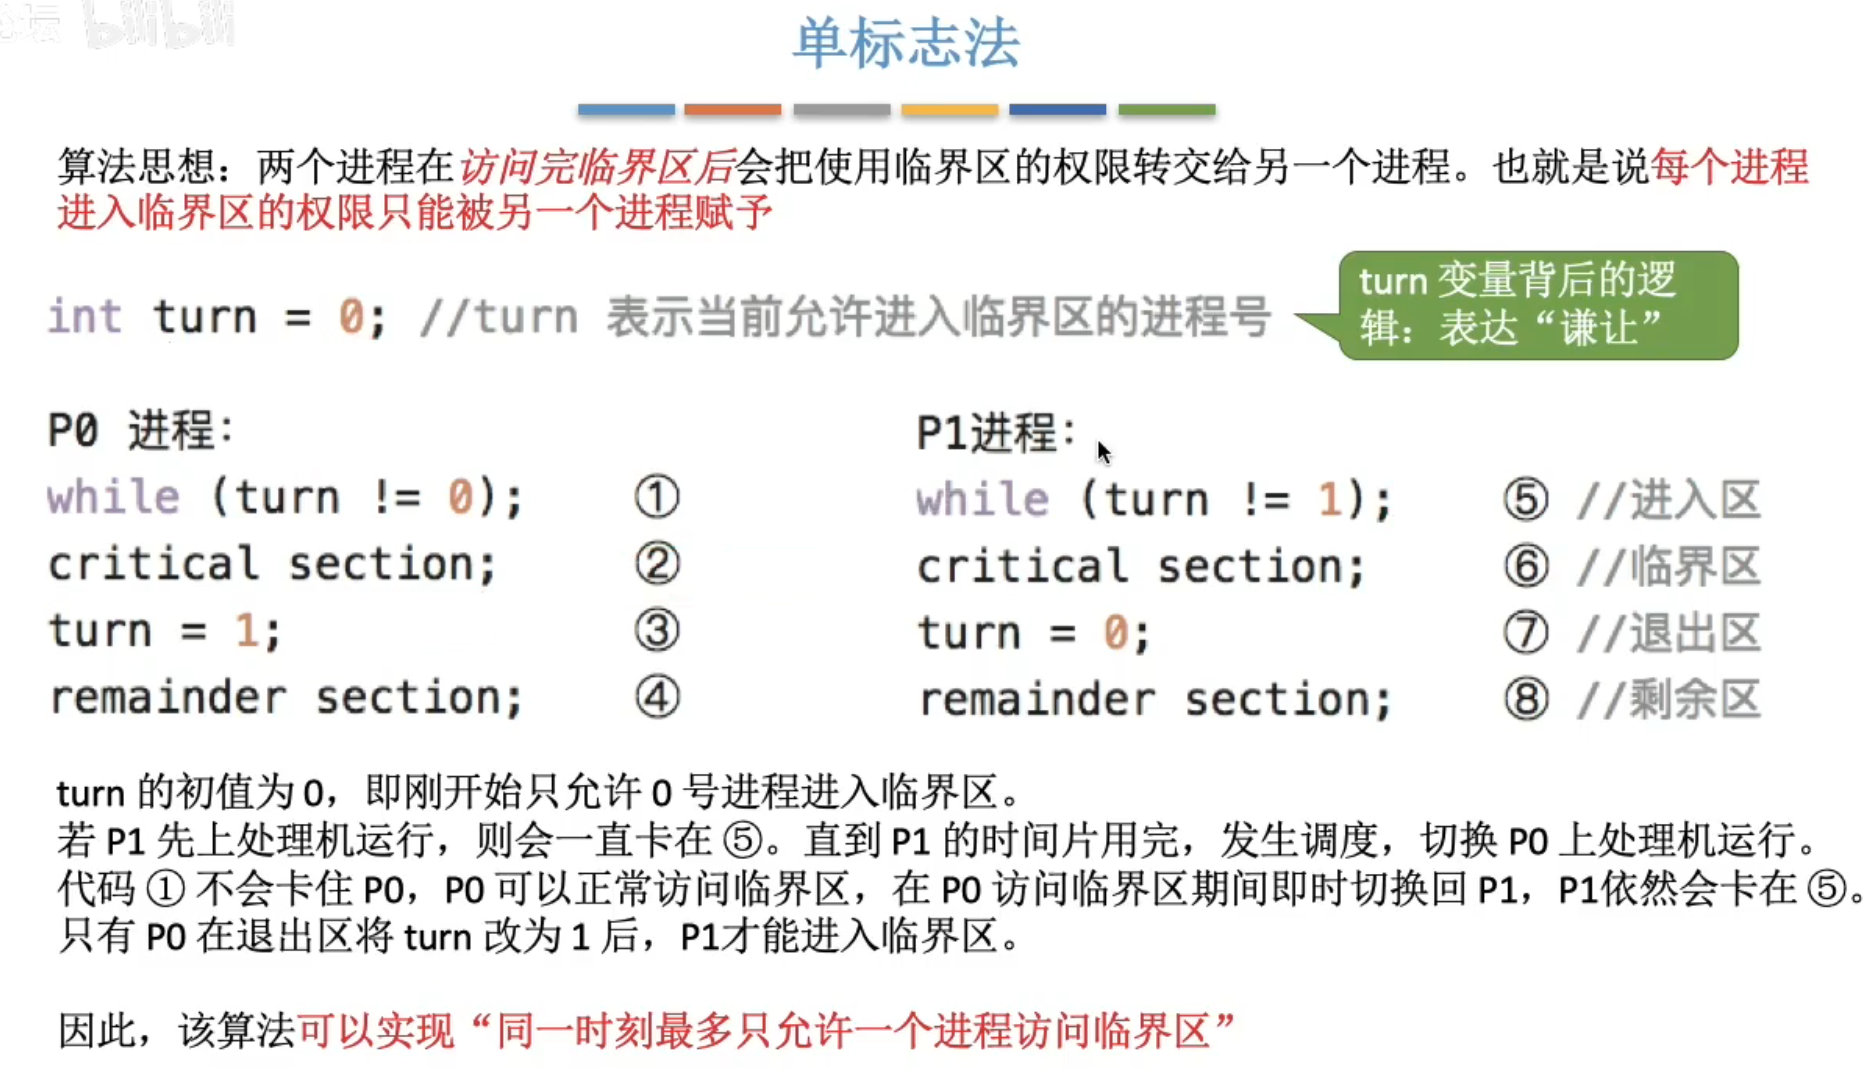 坛 bilibili
单标志法
算法思想：两个进程在访问完临界区后会把使用临界区的权限转交给另一个进程。也就是说每个进程
进入临界区的权限只能被另一个进程赋予
int turn = 0; //turn 表示当前允许进入临界区的进程号
turn 变量背后的逻
辑：表达“谦让”
P0 进程：
while (turn != 0); ①
critical section; ②
turn = 1; ③
remainder section; ④
P1进程：
while (turn != 1); ⑤ //进入区
critical section; ⑥ //临界区
turn = 0; ⑦ //退出区
remainder section; ⑧ //剩余区
turn 的初值为 0，即刚开始只允许 0 号进程进入临界区。
若 P1 先上处理机运行，则会一直卡在 ⑤。直到 P1 的时间片用完，发生调度，切换 P0 上处理机运行。
代码 ① 不会卡住 P0，P0 可以正常访问临界区，在 P0 访问临界区期间即时切换回 P1，P1依然会卡在 ⑤。
只有 P0 在退出区将 turn 改为 1 后，P1才能进入临界区。
因此，该算法可以实现“同一时刻最多只允许一个进程访问临界区”